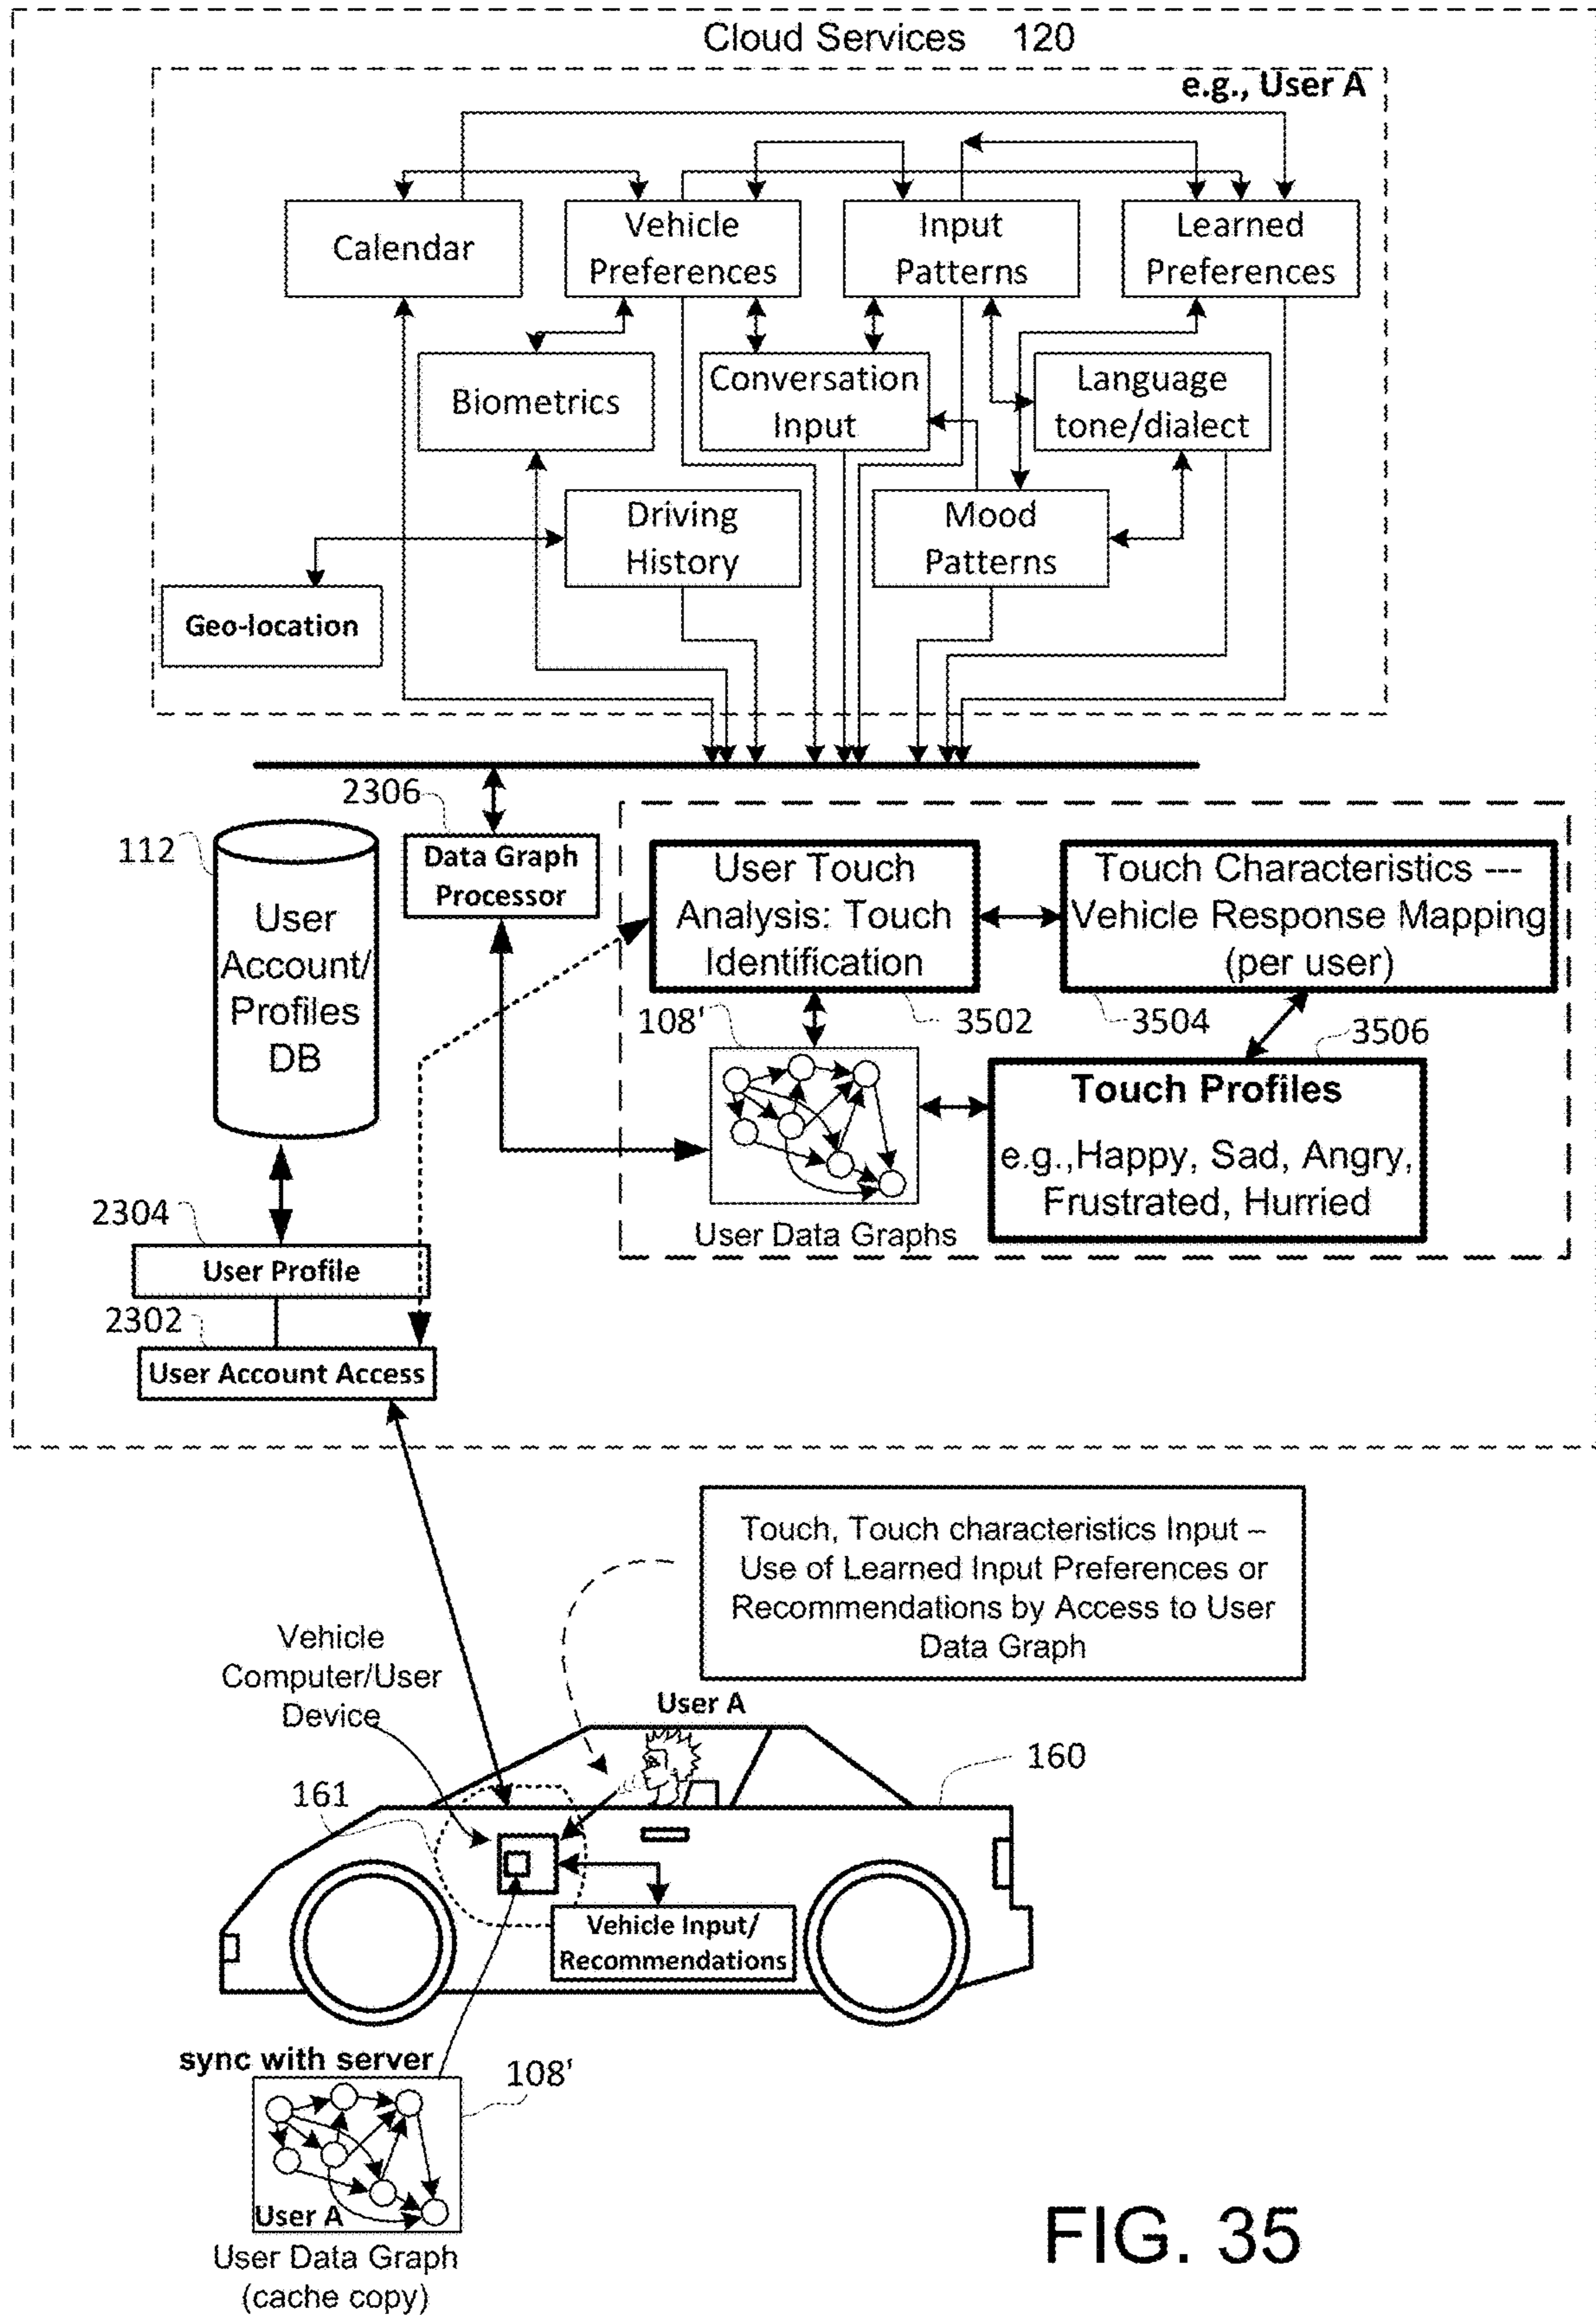 Cloud Services 120
e.g., User A
Calendar
Vehicle
Preferences
Input
Patterns
Learned
Preferences
Biometrics
Conversation
Input
Language
tone/dialect
Driving
History
Mood
Patterns
Geo-location
2306
112
User
Account/
Profiles
DB
Data Graph
Processor
User Touch
Analysis: Touch
Identification
Touch Characteristics ---
Vehicle Response Mapping
(per user)
108'
3502
3504
3506
Touch Profiles
e.g.,Happy, Sad, Angry,
Frustrated, Hurried
User Data Graphs
2304
User Profile
2302
User Account Access
Touch, Touch characteristics Input –
Use of Learned Input Preferences or
Recommendations by Access to User
Data Graph
Vehicle
Computer/User
Device
User A
160
161
Vehicle Input/
Recommendations
sync with server
108'
User A
User Data Graph
(cache copy)
FIG. 35